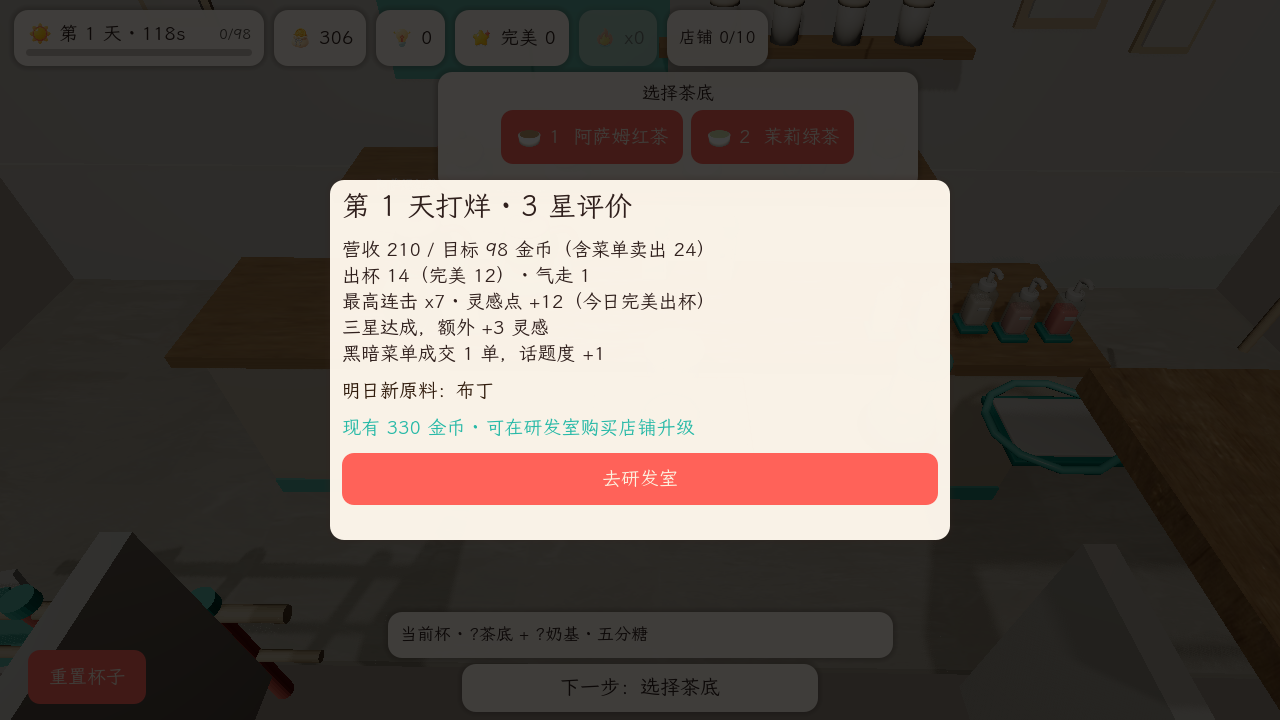 第 1 天・118s
0/98
306
0
完美 0
x0
店铺 0/10
选择茶底
1 阿萨姆红茶
2 茉莉绿茶
第 1 天打烊・3 星评价
营收 210 / 目标 98 金币（含菜单卖出 24）
出杯 14（完美 12）・气走 1
最高连击 x7・灵感点 +12（今日完美出杯）
三星达成，额外 +3 灵感
黑暗菜单成交 1 单，话题度 +1
明日新原料：布丁
现有 330 金币・可在研发室购买店铺升级
去研发室
当前杯・?茶底 + ?奶基・五分糖
重置杯子
下一步：选择茶底